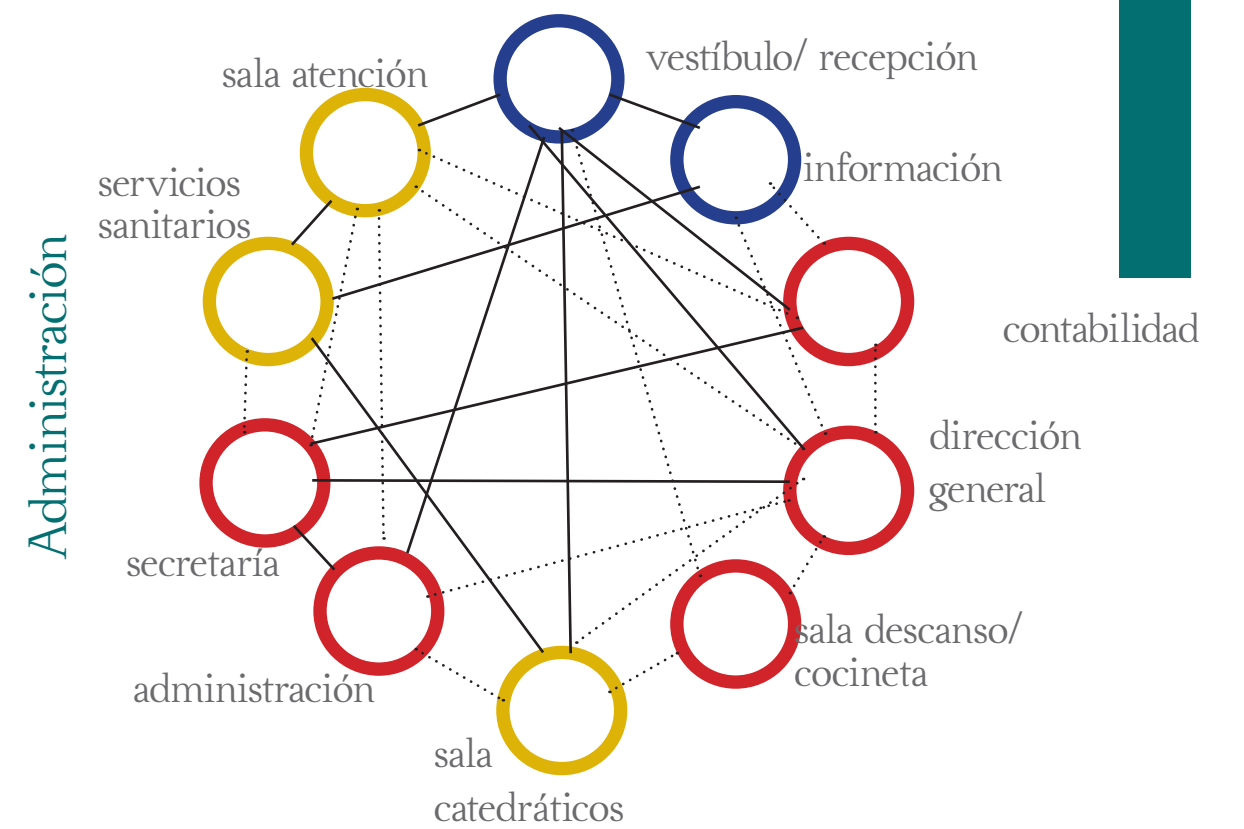 Administración
vestíbulo/ recepción
sala atención
información
servicios
sanitarios
contabilidad
dirección
general
secretaría
sala descanso/
cocineta
administración
sala
catedráticos